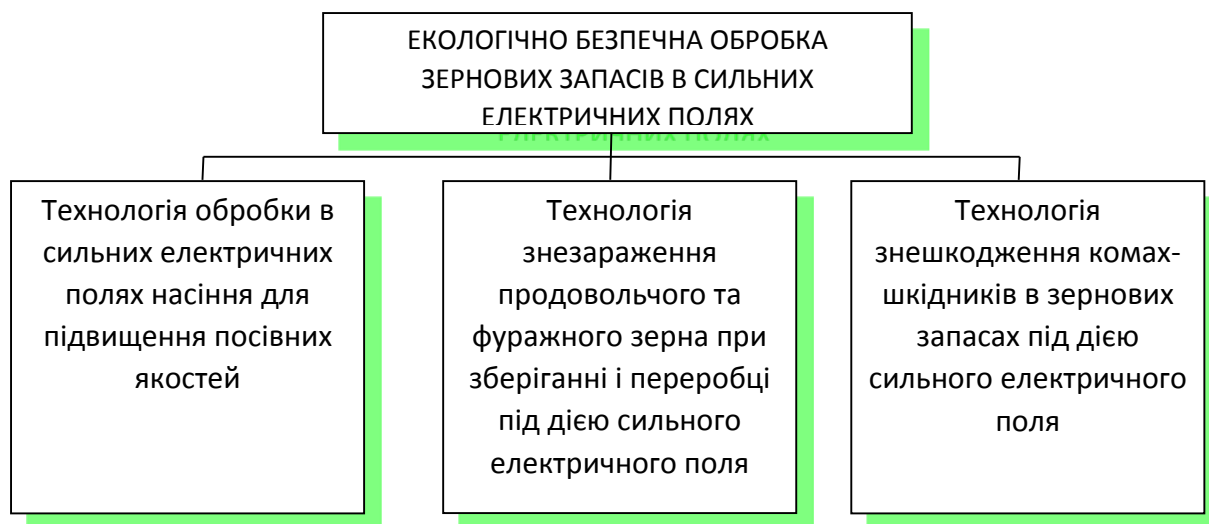 ЕКОЛОГІЧНО БЕЗПЕЧНА ОБРОБКА
ЗЕРНОВИХ ЗАПАСІВ В СИЛЬНИХ
ЕЛЕКТРИЧНИХ ПОЛЯХ
Технологія обробки в
сильних електричних
полях насіння для
підвищення посівних
якостей
Технологія
знезараження
продовольчого та
фуражного зерна при
зберіганні і переробці
під дією сильного
електричного поля
Технологія
знешкодження комах-
шкідників в зернових
запасах під дією
сильного електричного
поля